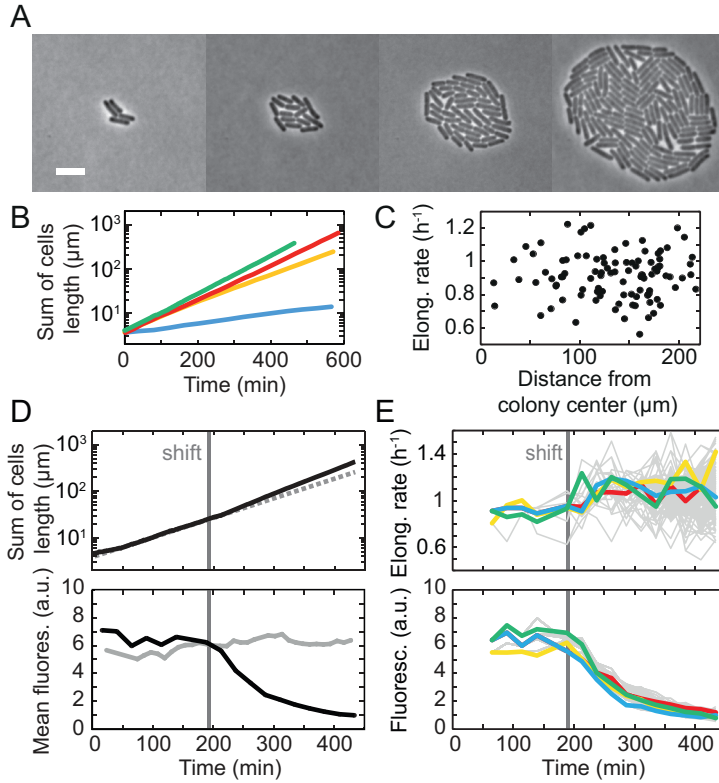 A
B
Sum of cells
length (µm)
10³
10²
10¹
0
200
400
600
Time (min)
C
Elong. rate (h⁻¹)
1.2
1
0.8
0.6
0
100
200
Distance from
colony center (µm)
D
Sum of cells
length (µm)
10³
10²
10¹
shift
Mean fluores. (a.u.)
10
8
6
4
2
0
0
100
200
300
400
Time (min)
E
Elong. rate (h⁻¹)
1.4
1
0.6
shift
Fluoresc. (a.u.)
10
8
6
4
2
0
0
100
200
300
400
Time (min)